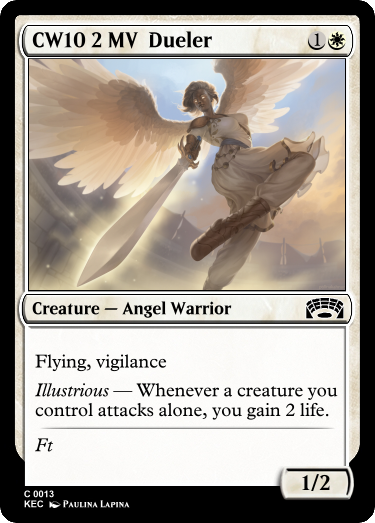 CW10 2 MV Dueler 1
Creature — Angel Warrior
Flying, vigilance
Illustrious — Whenever a creature you
control attacks alone, you gain 2 life.
Ft
1/2
C 0013
KEC Paulina Lapina